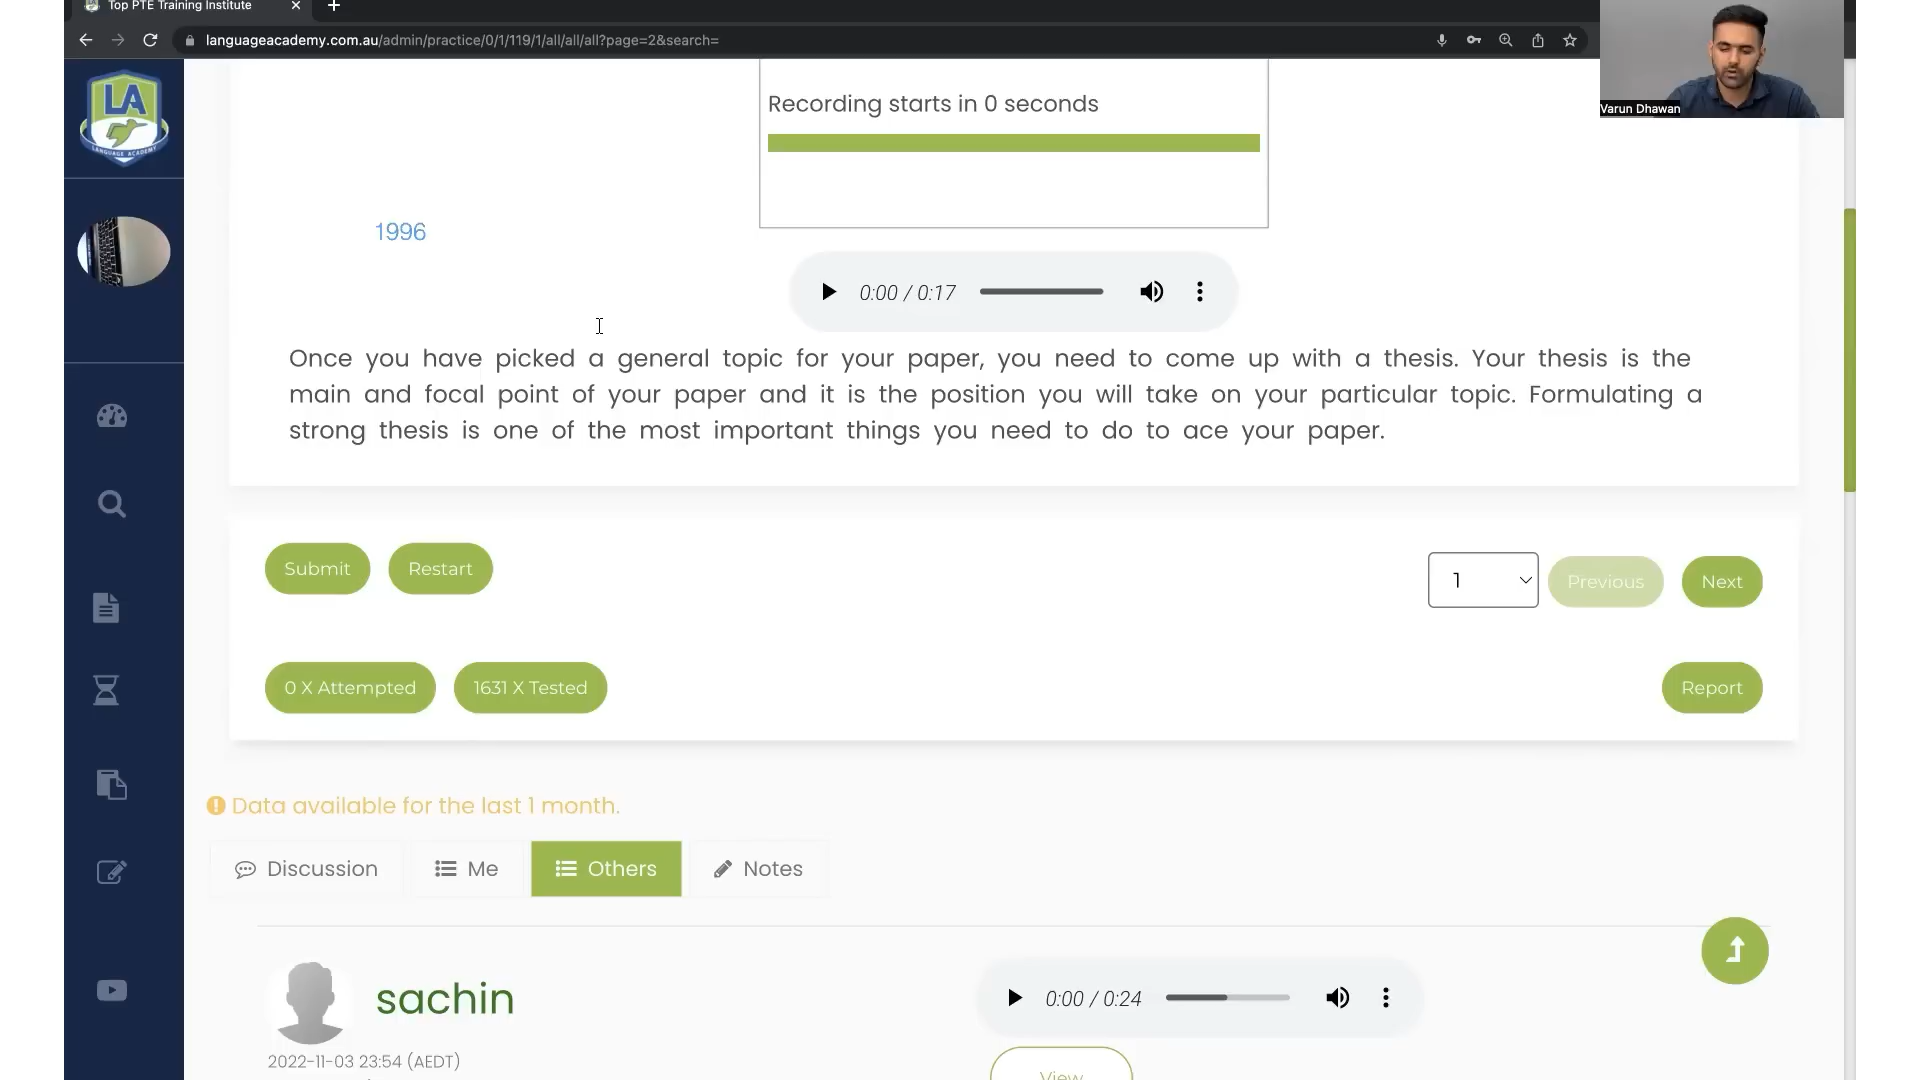 Top PTE Training Institute
languageacademy.com.au/admin/practice/0/1/119/1/all/all/all?page=2&search=
Varun Dhawan
LA
LANGUAGE ACADEMY
Recording starts in 0 seconds
1996
0:00 / 0:17
Once you have picked a general topic for your paper, you need to come up with a thesis. Your thesis is the
main and focal point of your paper and it is the position you will take on your particular topic. Formulating a
strong thesis is one of the most important things you need to do to ace your paper.
Submit
Restart
1
Previous
Next
0 X Attempted
1631 X Tested
Report
Data available for the last 1 month.
Discussion
Me
Others
Notes
sachin
0:00 / 0:24
2022-11-03 23:54 (AEDT)
View